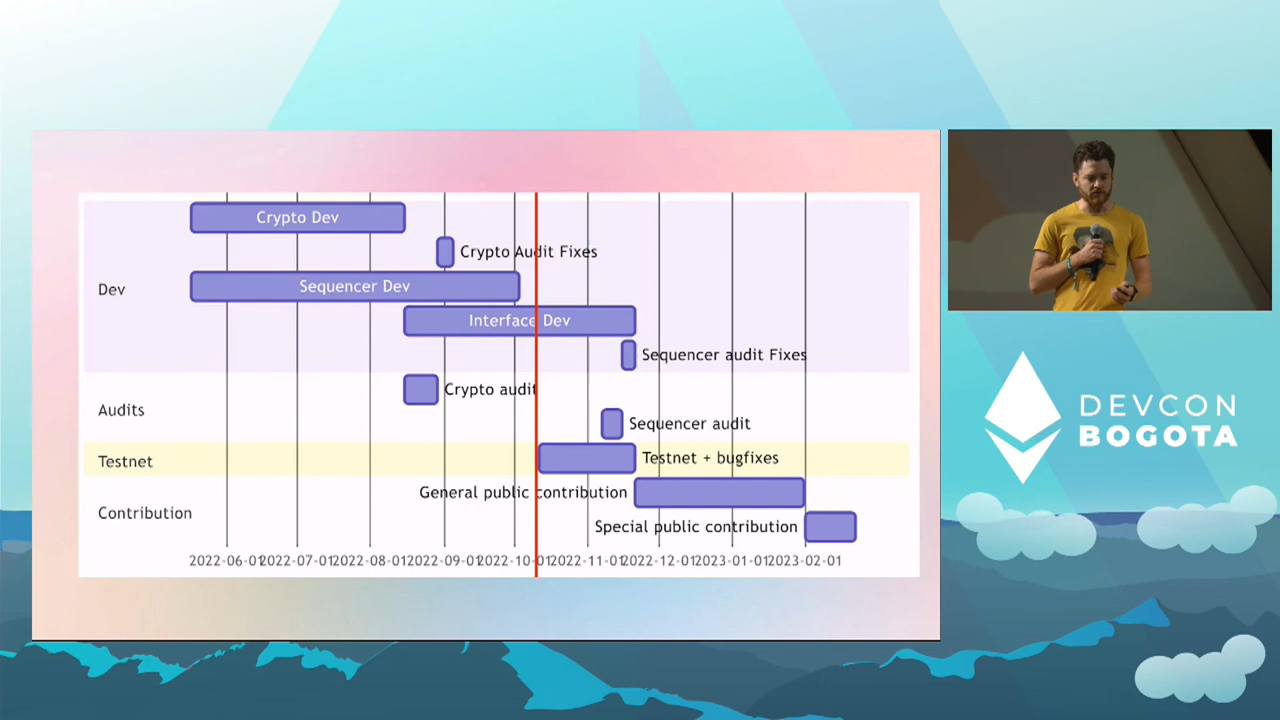 Crypto Dev
Crypto Audit Fixes
Dev
Sequencer Dev
Interface Dev
Sequencer audit Fixes
Audits
Crypto audit
Sequencer audit
Testnet
Testnet + bugfixes
Contribution
General public contribution
Special public contribution
2022-06-01 2022-07-01 2022-08-01 2022-09-01 2022-10-01 2022-11-01 2022-12-01 2023-01-01 2023-02-01
DEVCON
BOGOTA